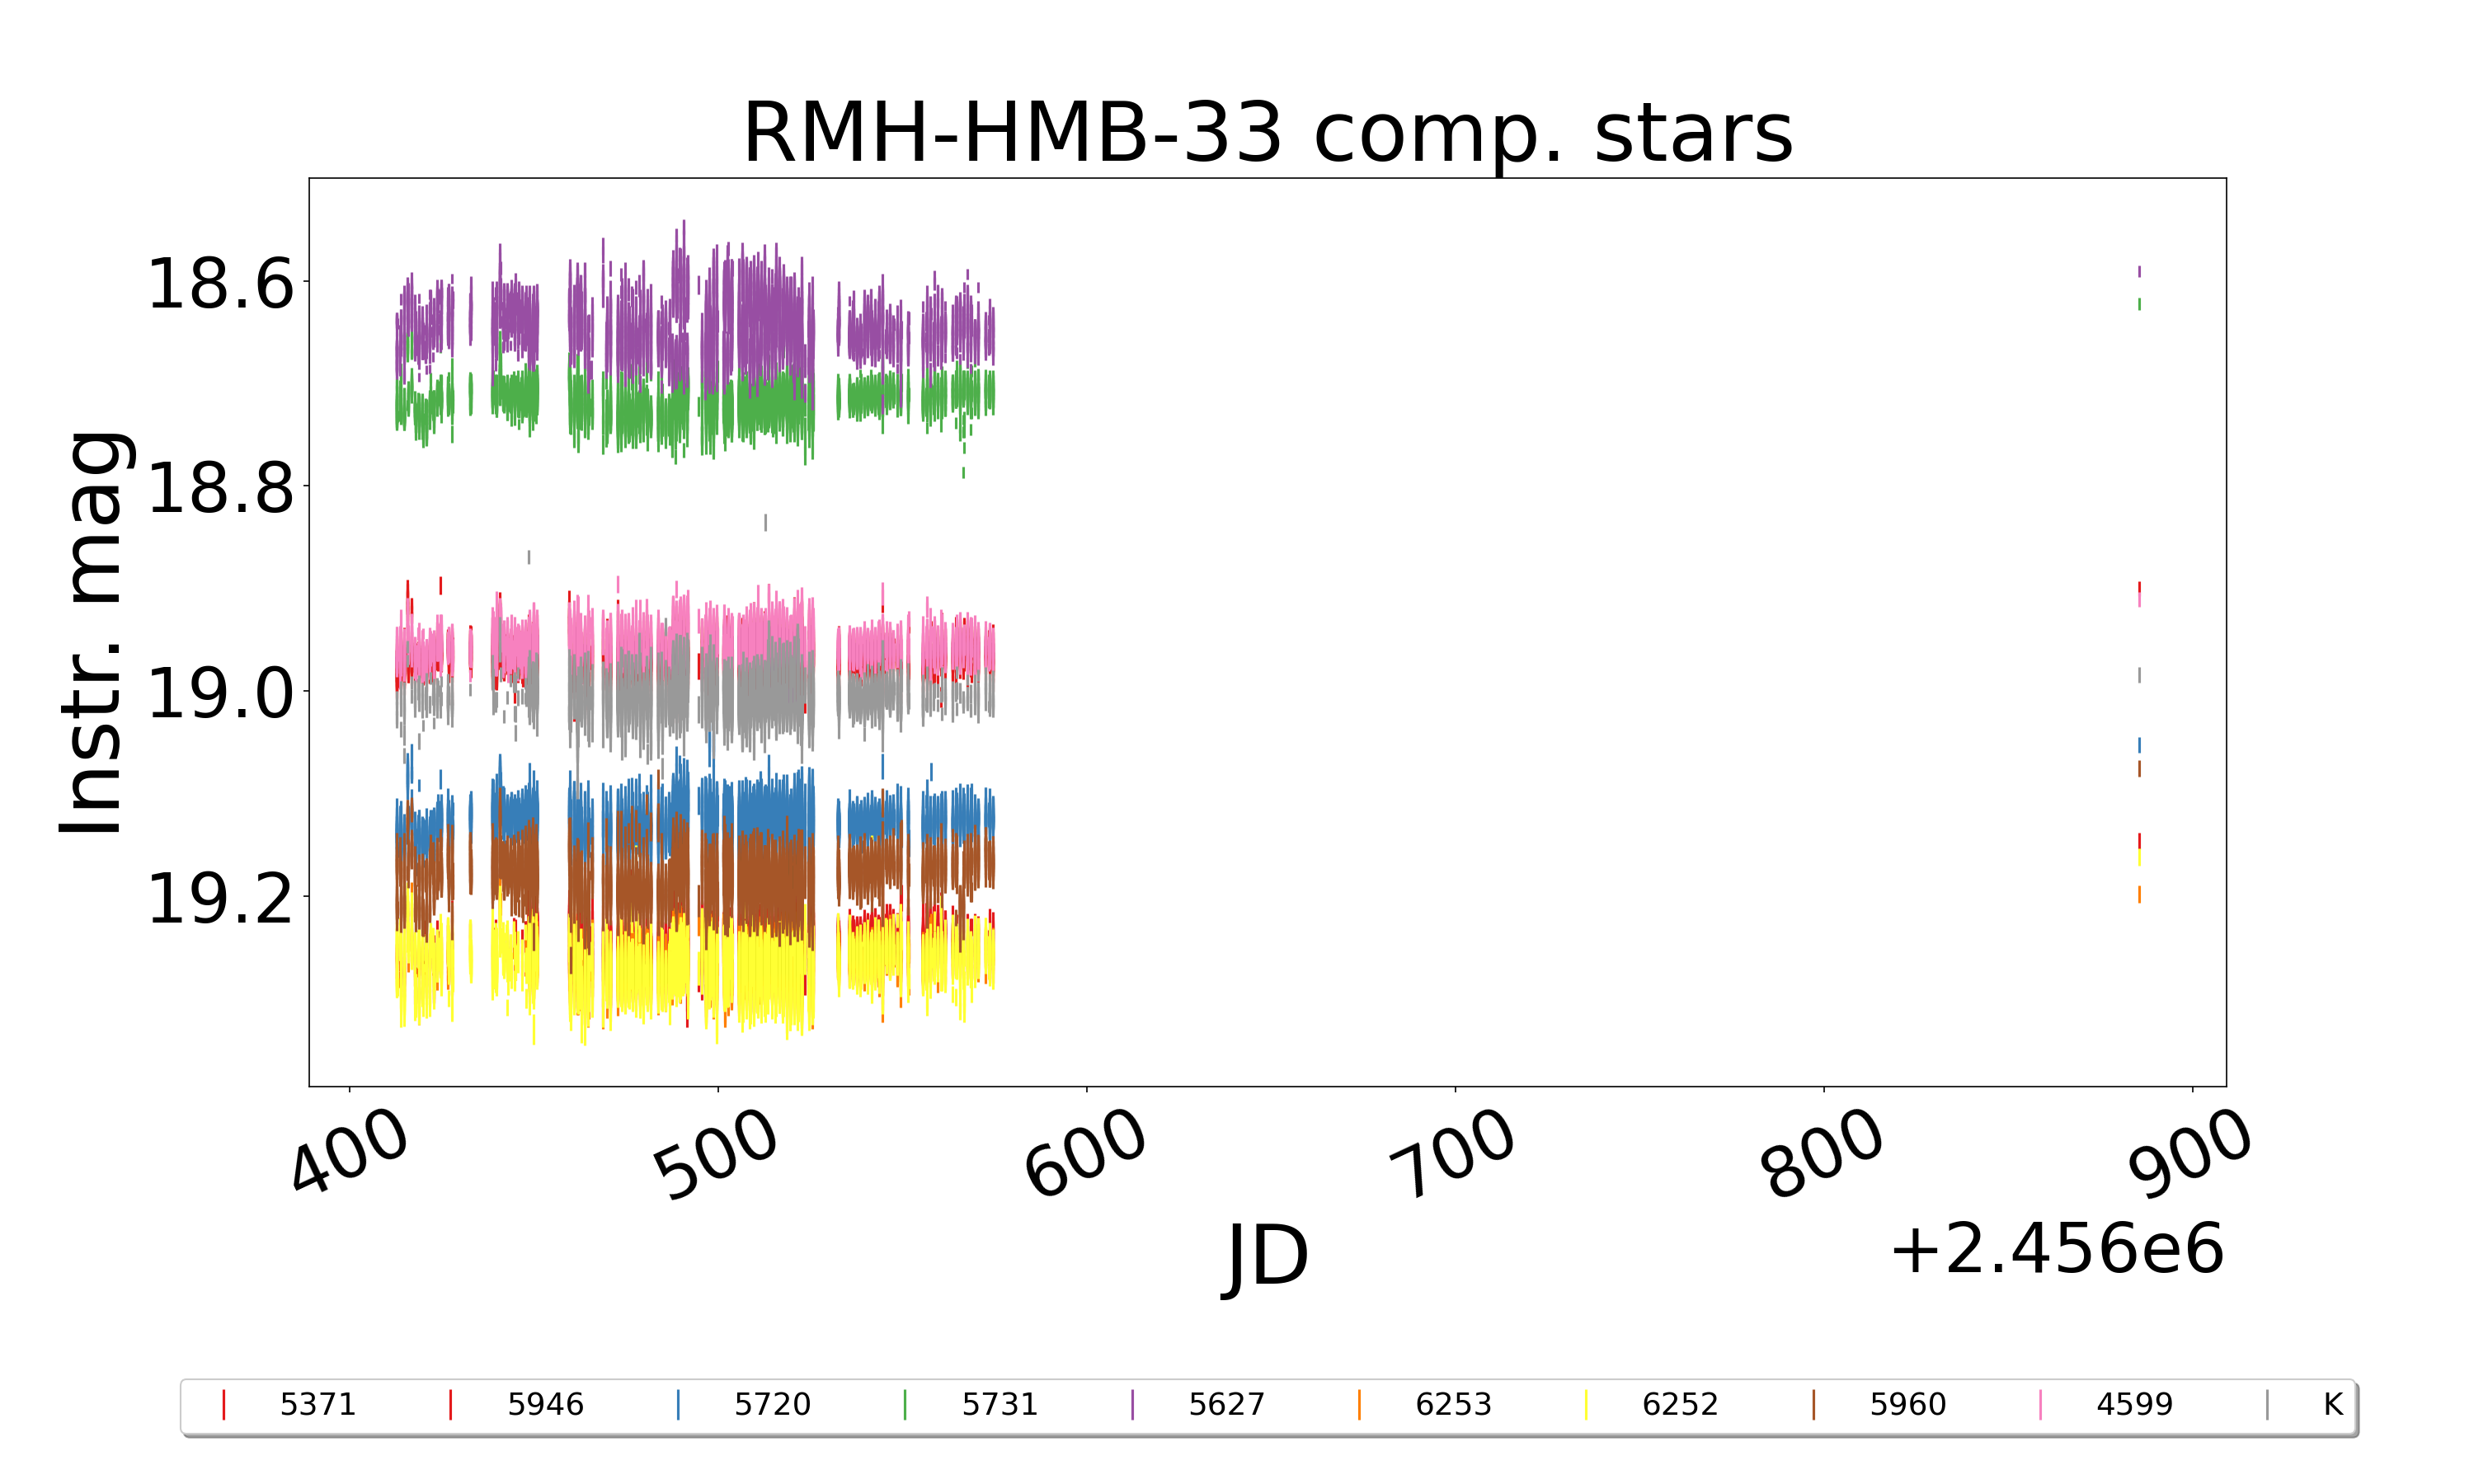 RMH-HMB-33 comp. stars
Instr. mag
18.6
18.8
19.0
19.2
400 500 600 700 800 900
JD
+2.456e6
5371 5946 5720 5731 5627 6253 6252 5960 4599 K